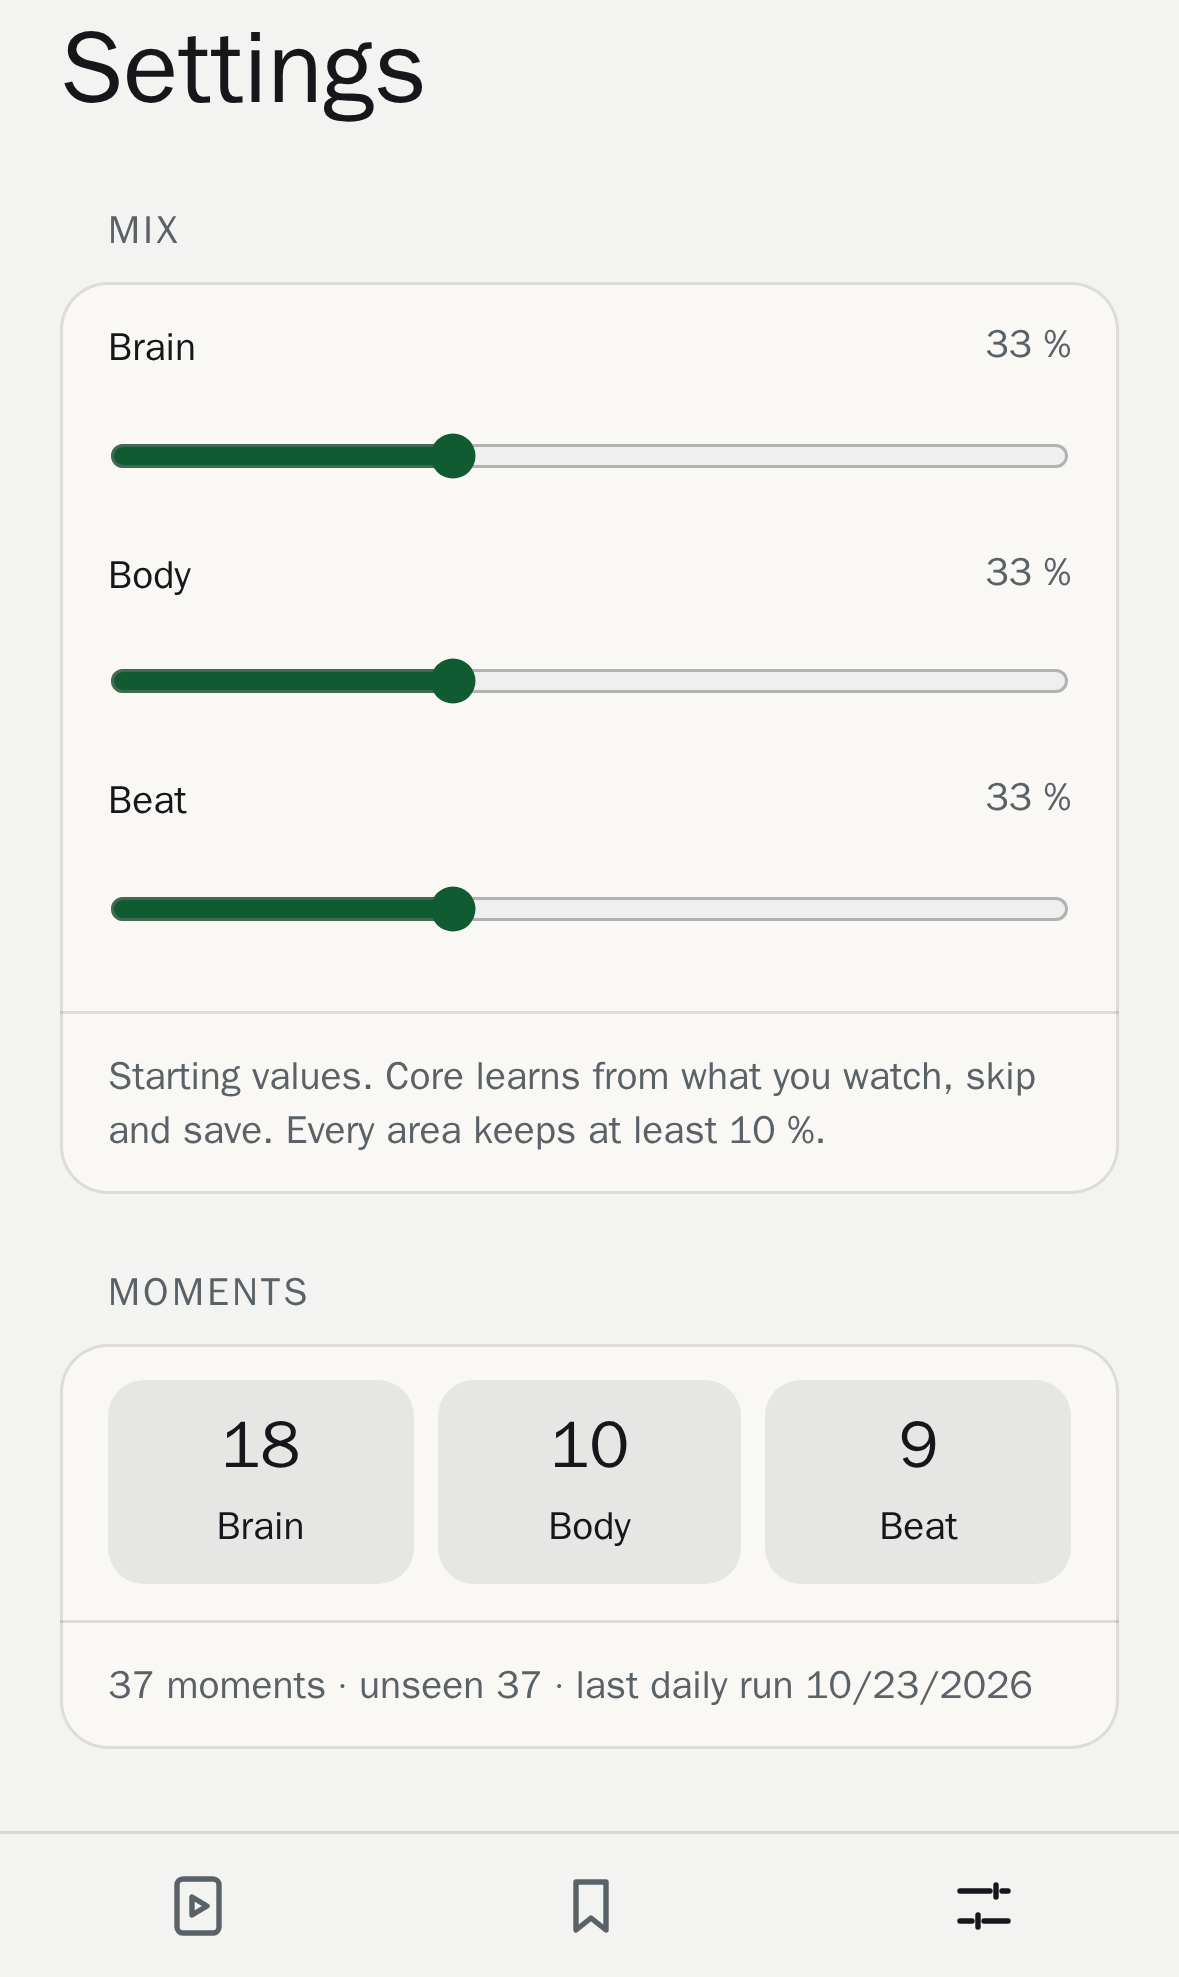 Settings
MIX
Brain 33 %
Body 33 %
Beat 33 %
Starting values. Core learns from what you watch, skip
and save. Every area keeps at least 10 %.
MOMENTS
18 10 9
Brain Body Beat
37 moments · unseen 37 · last daily run 10/23/2026